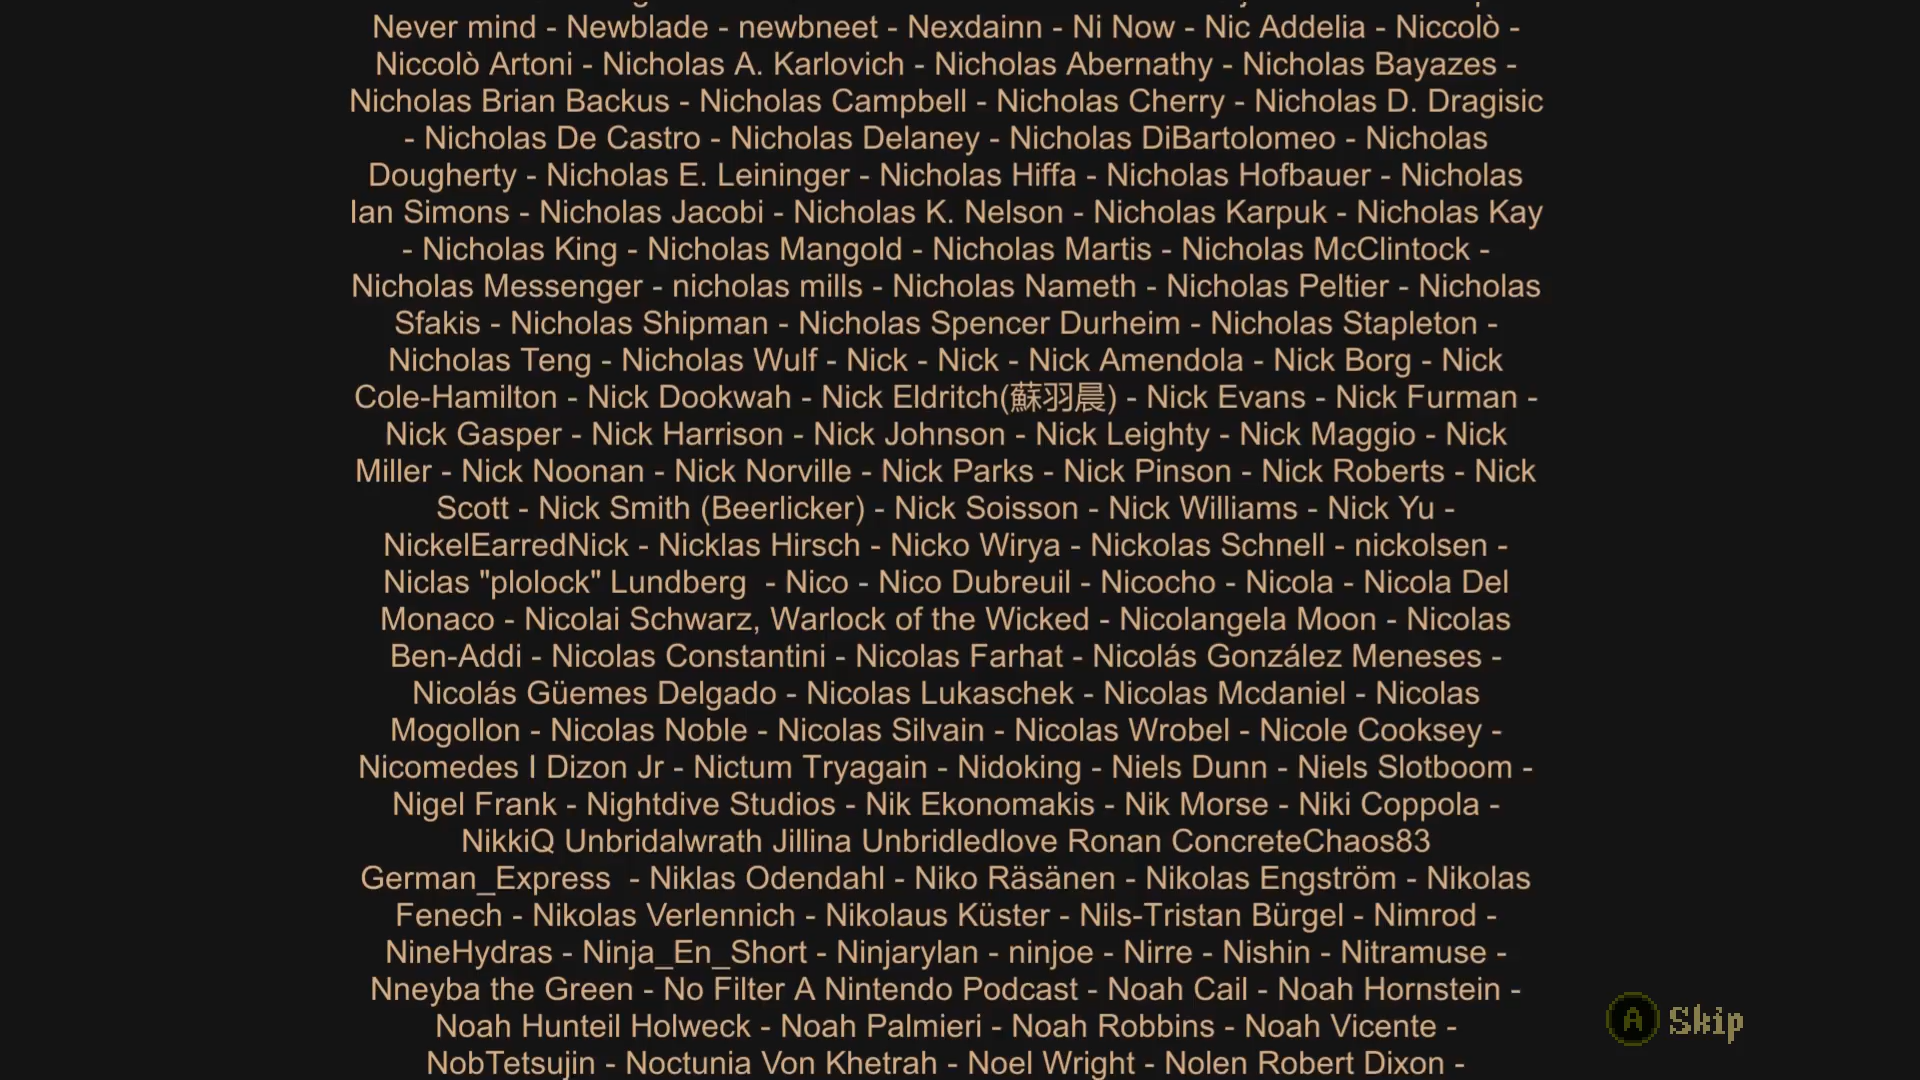 Never mind - Newblade - newbneet - Nexdainn - Ni Now - Nic Addelia - Niccolò -
Niccolò Artoni - Nicholas A. Karlovich - Nicholas Abernathy - Nicholas Bayazes -
Nicholas Brian Backus - Nicholas Campbell - Nicholas Cherry - Nicholas D. Dragisic
- Nicholas De Castro - Nicholas Delaney - Nicholas DiBartolomeo - Nicholas
Dougherty - Nicholas E. Leininger - Nicholas Hiffa - Nicholas Hofbauer - Nicholas
Ian Simons - Nicholas Jacobi - Nicholas K. Nelson - Nicholas Karpuk - Nicholas Kay
- Nicholas King - Nicholas Mangold - Nicholas Martis - Nicholas McClintock -
Nicholas Messenger - nicholas mills - Nicholas Nameth - Nicholas Peltier - Nicholas
Sfakis - Nicholas Shipman - Nicholas Spencer Durheim - Nicholas Stapleton -
Nicholas Teng - Nicholas Wulf - Nick - Nick - Nick Amendola - Nick Borg - Nick
Cole-Hamilton - Nick Dookwah - Nick Eldritch(蘇羽晨) - Nick Evans - Nick Furman -
Nick Gasper - Nick Harrison - Nick Johnson - Nick Leighty - Nick Maggio - Nick
Miller - Nick Noonan - Nick Norville - Nick Parks - Nick Pinson - Nick Roberts - Nick
Scott - Nick Smith (Beerlicker) - Nick Soisson - Nick Williams - Nick Yu -
NickelEarredNick - Nicklas Hirsch - Nicko Wirya - Nickolas Schnell - nickolsen -
Niclas "plolock" Lundberg  - Nico - Nico Dubreuil - Nicocho - Nicola - Nicola Del
Monaco - Nicolai Schwarz, Warlock of the Wicked - Nicolangela Moon - Nicolas
Ben-Addi - Nicolas Constantini - Nicolas Farhat - Nicolás González Meneses -
Nicolás Güemes Delgado - Nicolas Lukaschek - Nicolas Mcdaniel - Nicolas
Mogollon - Nicolas Noble - Nicolas Silvain - Nicolas Wrobel - Nicole Cooksey -
Nicomedes I Dizon Jr - Nictum Tryagain - Nidoking - Niels Dunn - Niels Slotboom -
Nigel Frank - Nightdive Studios - Nik Ekonomakis - Nik Morse - Niki Coppola -
NikkiQ Unbridalwrath Jillina Unbridledlove Ronan ConcreteChaos83
German_Express  - Niklas Odendahl - Niko Räsänen - Nikolas Engström - Nikolas
Fenech - Nikolas Verlennich - Nikolaus Küster - Nils-Tristan Bürgel - Nimrod -
NineHydras - Ninja_En_Short - Ninjarylan - ninjoe - Nirre - Nishin - Nitramuse -
Nneyba the Green - No Filter A Nintendo Podcast - Noah Cail - Noah Hornstein -
Noah Hunteil Holweck - Noah Palmieri - Noah Robbins - Noah Vicente -
NobTetsujin - Noctunia Von Khetrah - Noel Wright - Nolen Robert Dixon -
A Skip